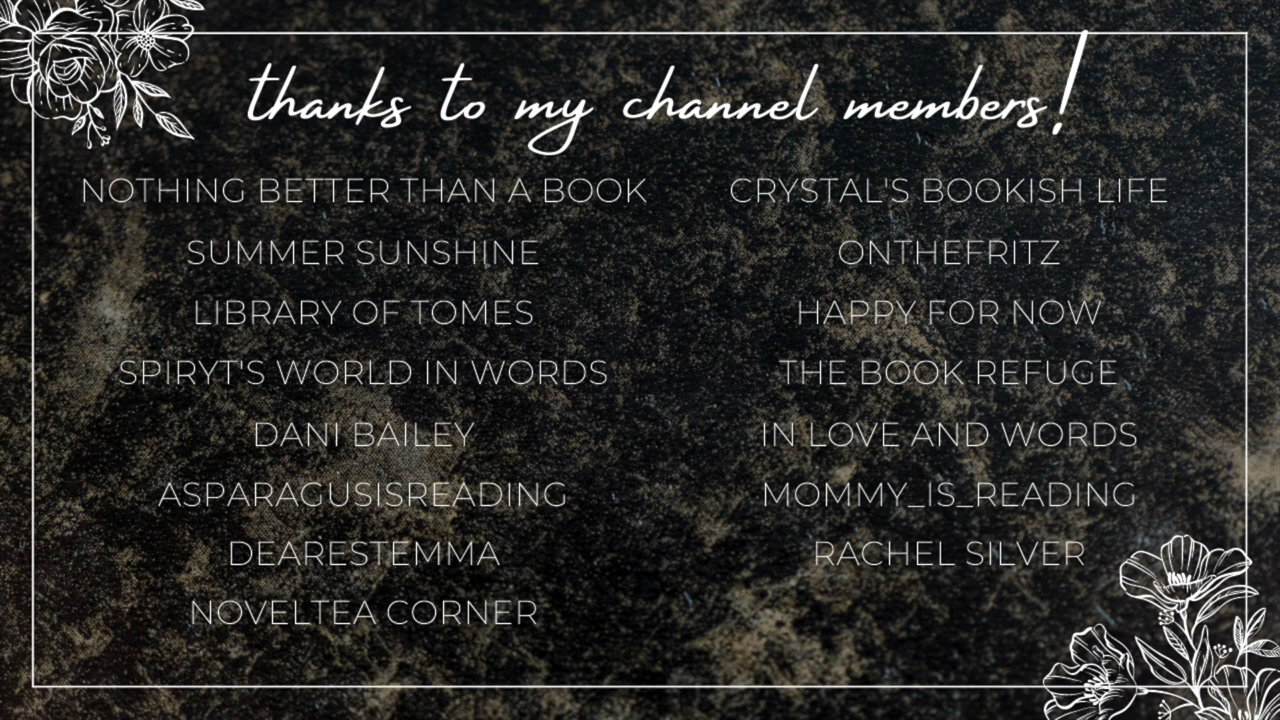 thanks to my channel members!
NOTHING BETTER THAN A BOOK
SUMMER SUNSHINE
LIBRARY OF TOMES
SPIRYT'S WORLD IN WORDS
DANI BAILEY
ASPARAGUSISREADING
DEARESTEMMA
NOVELTEA CORNER
CRYSTAL'S BOOKISH LIFE
ONTHEFRITZ
HAPPY FOR NOW
THE BOOK REFUGE
IN LOVE AND WORDS
MOMMY_IS_READING
RACHEL SILVER